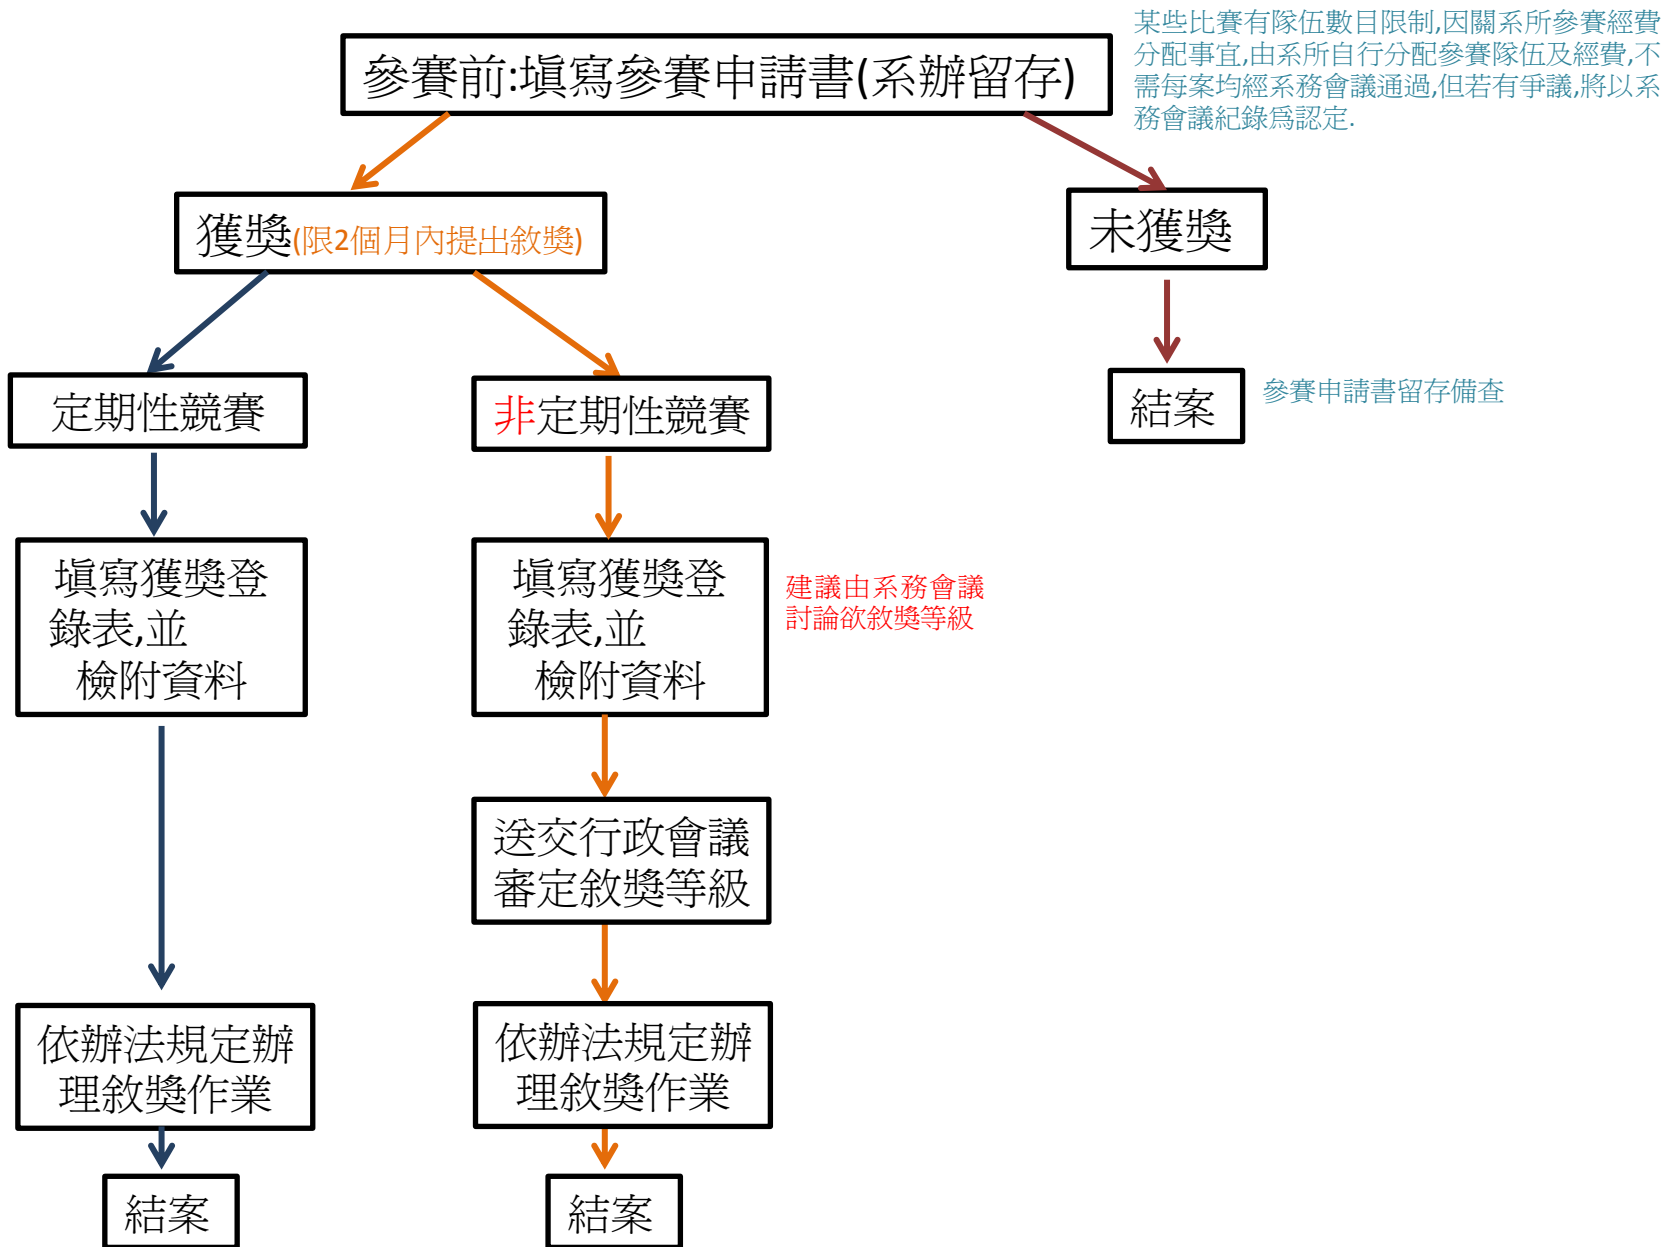 參賽前:填寫參賽申請書(系辦留存)
某些比賽有隊伍數目限制,因關系所參賽經費
分配事宜,由系所自行分配參賽隊伍及經費,不
需每案均經系務會議通過,但若有爭議,將以系
務會議紀錄為認定.
獲獎(限2個月內提出敘獎)
未獲獎
定期性競賽
非定期性競賽
結案
參賽申請書留存備查
填寫獲獎登
錄表,並
檢附資料
填寫獲獎登
錄表,並
檢附資料
建議由系務會議
討論欲敘獎等級
送交行政會議
審定敘獎等級
依辦法規定辦
理敘獎作業
依辦法規定辦
理敘獎作業
結案
結案